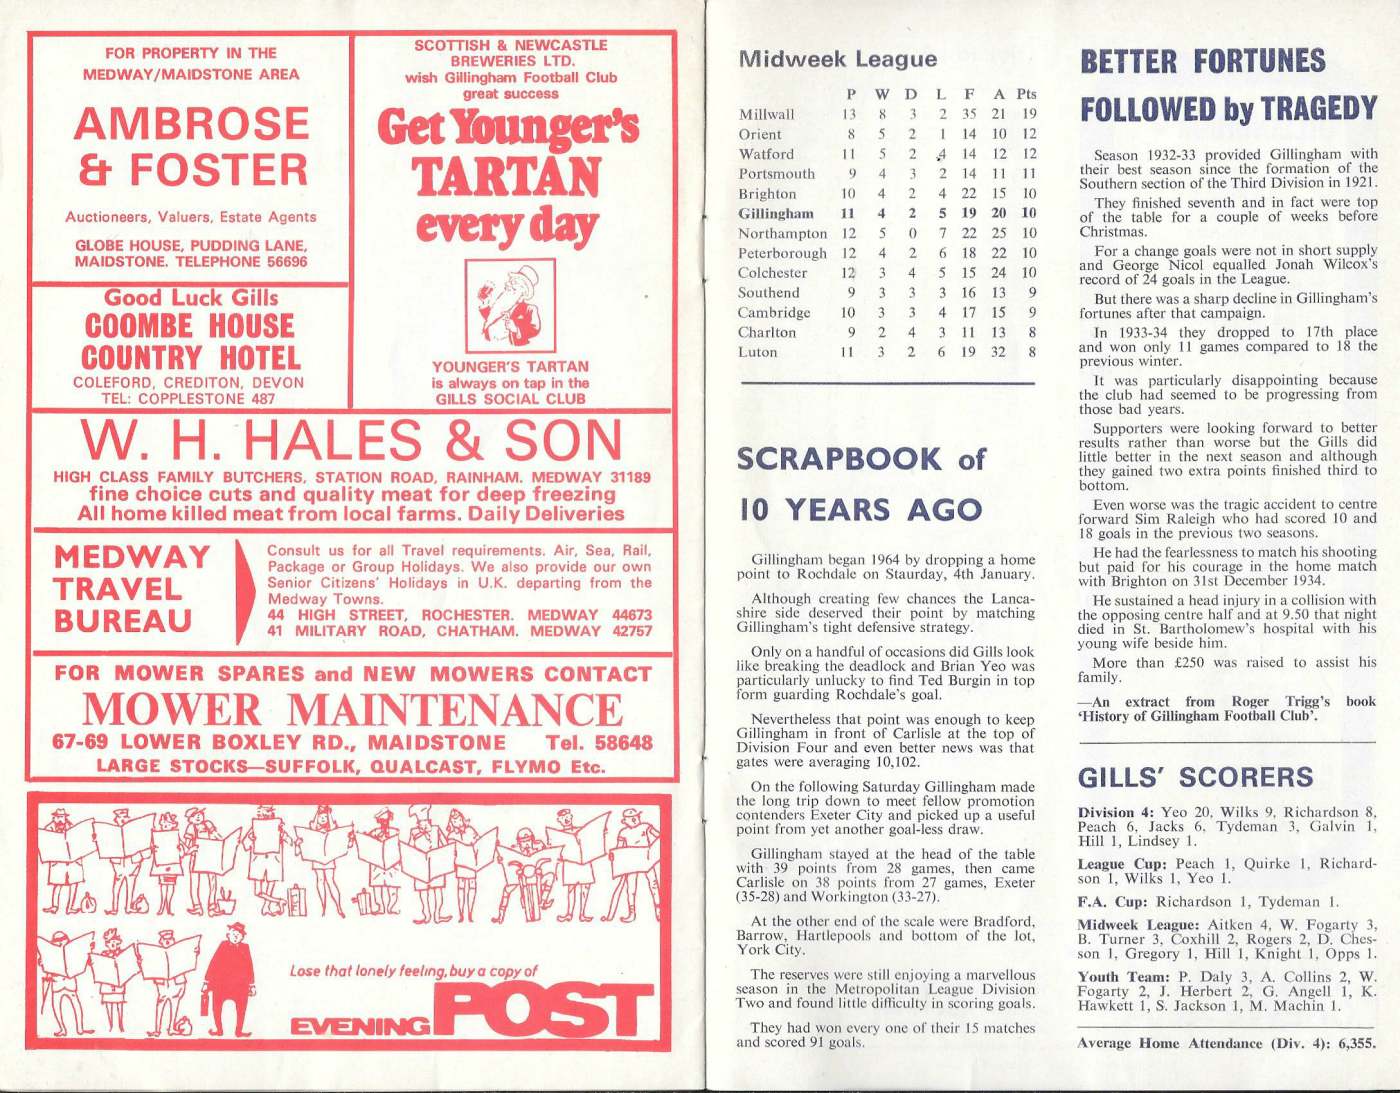 FOR PROPERTY IN THE
MEDWAY/MAIDSTONE AREA
AMBROSE
& FOSTER
Auctioneers, Valuers, Estate Agents
GLOBE HOUSE, PUDDING LANE,
MAIDSTONE. TELEPHONE 56696
Good Luck Gills
COOMBE HOUSE
COUNTRY HOTEL
COLEFORD, CREDITON, DEVON
TEL: COPPLESTONE 487
SCOTTISH & NEWCASTLE
BREWERIES LTD.
wish Gillingham Football Club
great success
Get Younger's
TARTAN
every day
YOUNGER'S TARTAN
is always on tap in the
GILLS SOCIAL CLUB
W. H. HALES & SON
HIGH CLASS FAMILY BUTCHERS, STATION ROAD, RAINHAM. MEDWAY 31189
fine choice cuts and quality meat for deep freezing
All home killed meat from local farms. Daily Deliveries
MEDWAY
TRAVEL
BUREAU
Consult us for all Travel requirements. Air, Sea, Rail,
Package or Group Holidays. We also provide our own
Senior Citizens' Holidays in U.K. departing from the
Medway Towns.
44 HIGH STREET, ROCHESTER. MEDWAY 44673
41 MILITARY ROAD, CHATHAM. MEDWAY 42757
FOR MOWER SPARES and NEW MOWERS CONTACT
MOWER MAINTENANCE
67-69 LOWER BOXLEY RD., MAIDSTONE Tel. 58648
LARGE STOCKS—SUFFOLK, QUALCAST, FLYMO Etc.
Lose that lonely feeling, buy a copy of
EVENING POST
Midweek League
P W D L F A Pts
Millwall 13 8 3 2 35 21 19
Orient 8 5 2 1 14 10 12
Watford 11 5 2 4 14 12 12
Portsmouth 9 4 3 2 14 11 11
Brighton 10 4 2 4 22 15 10
Gillingham 11 4 2 5 19 20 10
Northampton 12 5 0 7 22 25 10
Peterborough 12 4 2 6 18 22 10
Colchester 12 3 4 5 15 24 10
Southend 9 3 3 3 16 13 9
Cambridge 10 3 3 4 17 15 9
Charlton 9 2 4 3 11 13 8
Luton 11 3 2 6 19 32 8
SCRAPBOOK of
10 YEARS AGO
Gillingham began 1964 by dropping a home
point to Rochdale on Staurday, 4th January.
Although creating few chances the Lanca-
shire side deserved their point by matching
Gillingham's tight defensive strategy.
Only on a handful of occasions did Gills look
like breaking the deadlock and Brian Yeo was
particularly unlucky to find Ted Burgin in top
form guarding Rochdale's goal.
Nevertheless that point was enough to keep
Gillingham in front of Carlisle at the top of
Division Four and even better news was that
gates were averaging 10,102.
On the following Saturday Gillingham made
the long trip down to meet fellow promotion
contenders Exeter City and picked up a useful
point from yet another goal-less draw.
Gillingham stayed at the head of the table
with 39 points from 28 games, then came
Carlisle on 38 points from 27 games, Exeter
(35-28) and Workington (33-27).
At the other end of the scale were Bradford,
Barrow, Hartlepools and bottom of the lot,
York City.
The reserves were still enjoying a marvellous
season in the Metropolitan League Division
Two and found little difficulty in scoring goals.
They had won every one of their 15 matches
and scored 91 goals.
BETTER FORTUNES
FOLLOWED by TRAGEDY
Season 1932-33 provided Gillingham with
their best season since the formation of the
Southern section of the Third Division in 1921.
They finished seventh and in fact were top
of the table for a couple of weeks before
Christmas.
For a change goals were not in short supply
and George Nicol equalled Jonah Wilcox's
record of 24 goals in the League.
But there was a sharp decline in Gillingham's
fortunes after that campaign.
In 1933-34 they dropped to 17th place
and won only 11 games compared to 18 the
previous winter.
It was particularly disappointing because
the club had seemed to be progressing from
those bad years.
Supporters were looking forward to better
results rather than worse but the Gills did
little better in the next season and although
they gained two extra points finished third to
bottom.
Even worse was the tragic accident to centre
forward Sim Raleigh who had scored 10 and
18 goals in the previous two seasons.
He had the fearlessness to match his shooting
but paid for his courage in the home match
with Brighton on 31st December 1934.
He sustained a head injury in a collision with
the opposing centre half and at 9.50 that night
died in St. Bartholomew's hospital with his
young wife beside him.
More than £250 was raised to assist his
family.
—An extract from Roger Trigg's book
'History of Gillingham Football Club'.
GILLS' SCORERS
Division 4: Yeo 20, Wilks 9, Richardson 8,
Peach 6, Jacks 6, Tydeman 3, Galvin 1,
Hill 1, Lindsey 1.
League Cup: Peach 1, Quirke 1, Richard-
son 1, Wilks 1, Yeo 1.
F.A. Cup: Richardson 1, Tydeman 1.
Midweek League: Aitken 4, W. Fogarty 3,
B. Turner 3, Coxhill 2, Rogers 2, D. Ches-
son 1, Gregory 1, Hill 1, Knight 1, Opps 1.
Youth Team: P. Daly 3, A. Collins 2, W.
Fogarty 2, J. Herbert 2, G. Angell 1, K.
Hawkett 1, S. Jackson 1, M. Machin 1.
Average Home Attendance (Div. 4): 6,355.